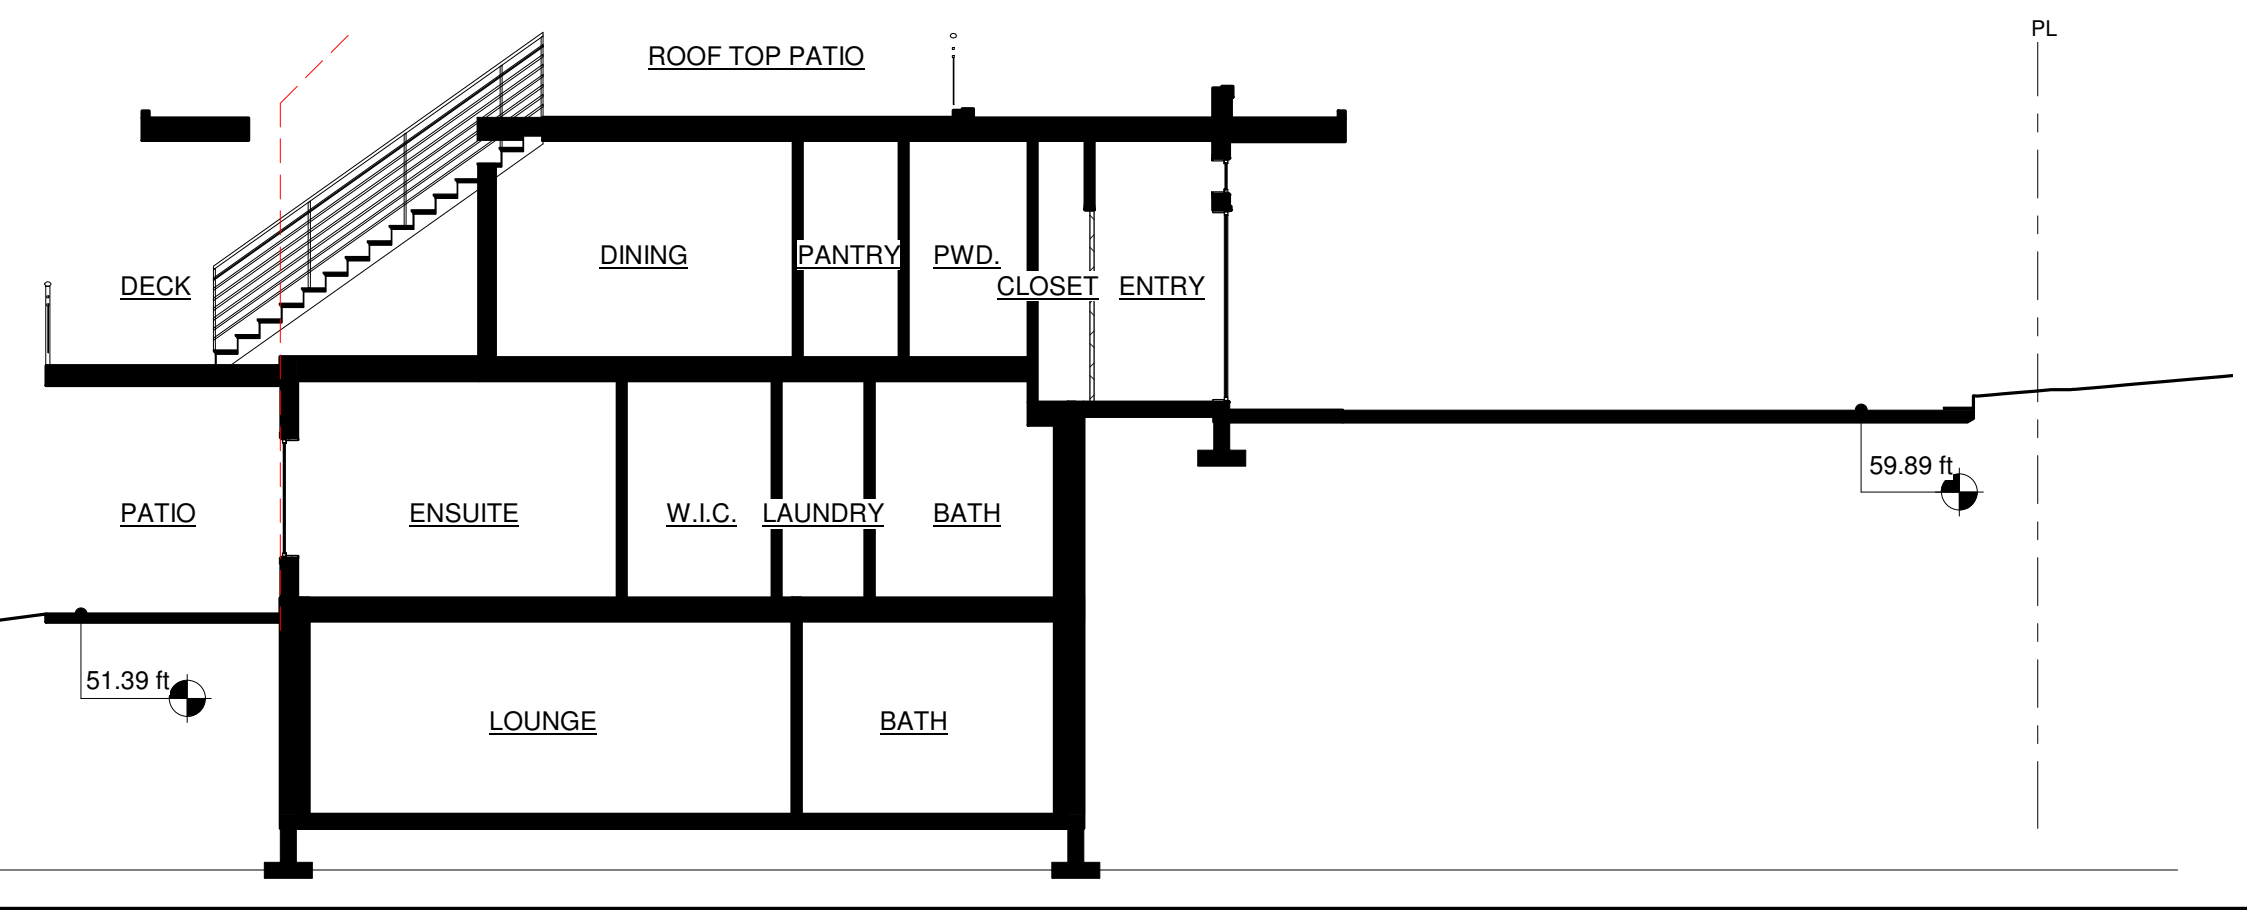 PL
ROOF TOP PATIO
DINING
PANTRY
PWD.
DECK
CLOSET
ENTRY
59.89 ft
PATIO
ENSUITE
W.I.C.
LAUNDRY
BATH
51.39 ft
LOUNGE
BATH